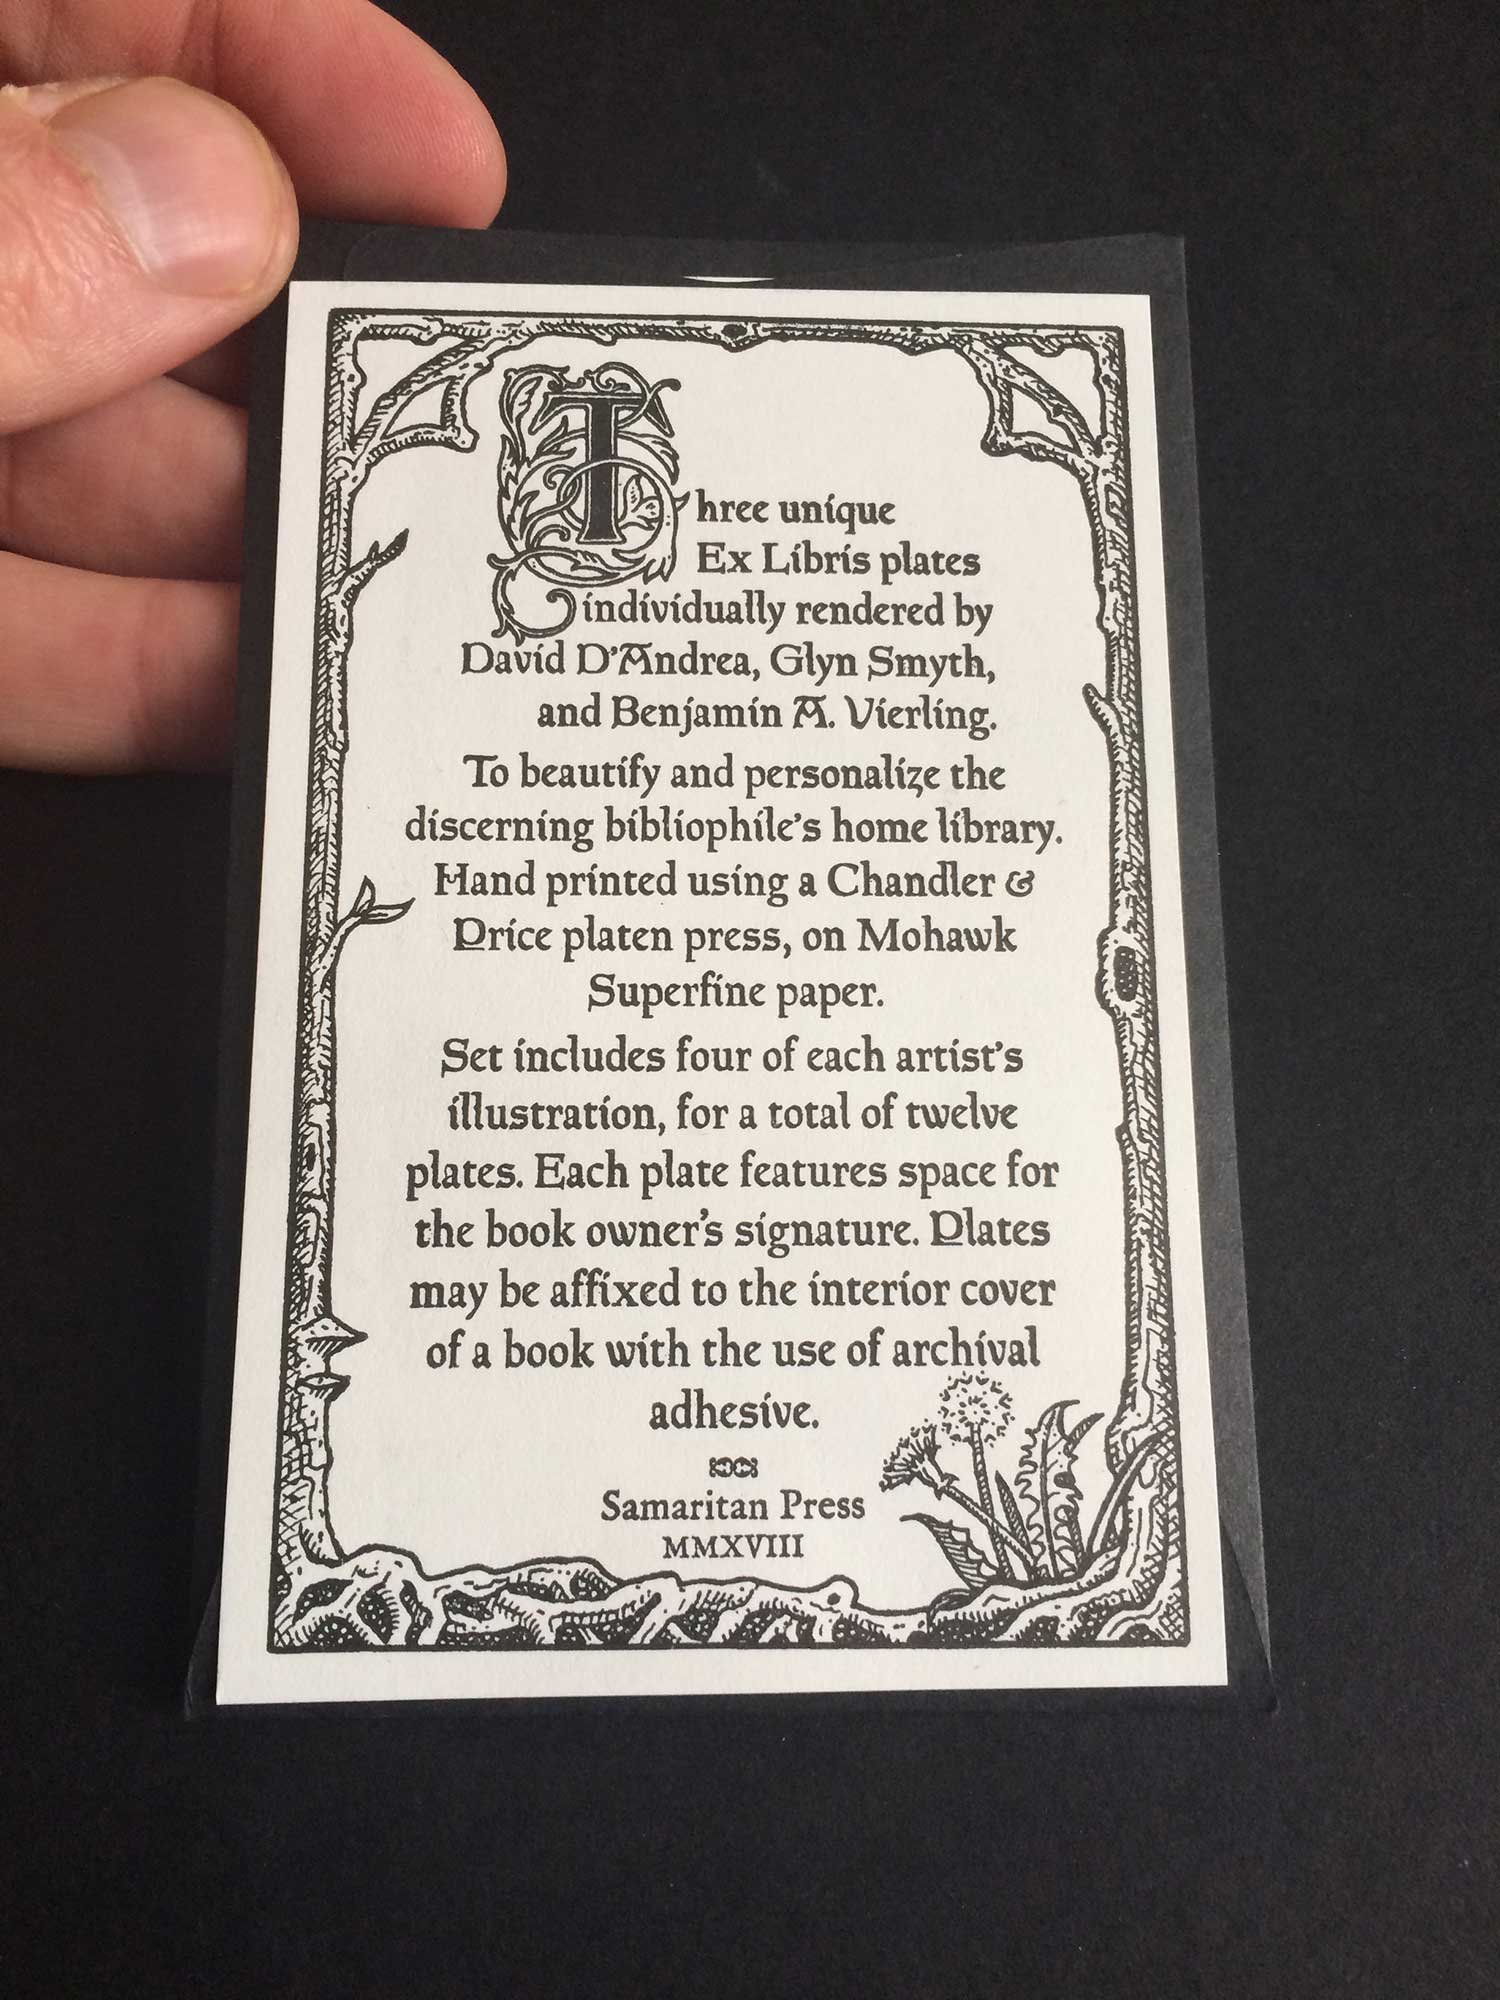 Three unique
Ex Libris plates
individually rendered by
David D'Andrea, Glyn Smyth,
and Benjamin A. Vierling.
To beautify and personalize the
discerning bibliophile's home library.
Hand printed using a Chandler &
Price platen press, on Mohawk
Superfine paper.
Set includes four of each artist's
illustration, for a total of twelve
plates. Each plate features space for
the book owner's signature. Plates
may be affixed to the interior cover
of a book with the use of archival
adhesive.
Samaritan Press
MMXVIII